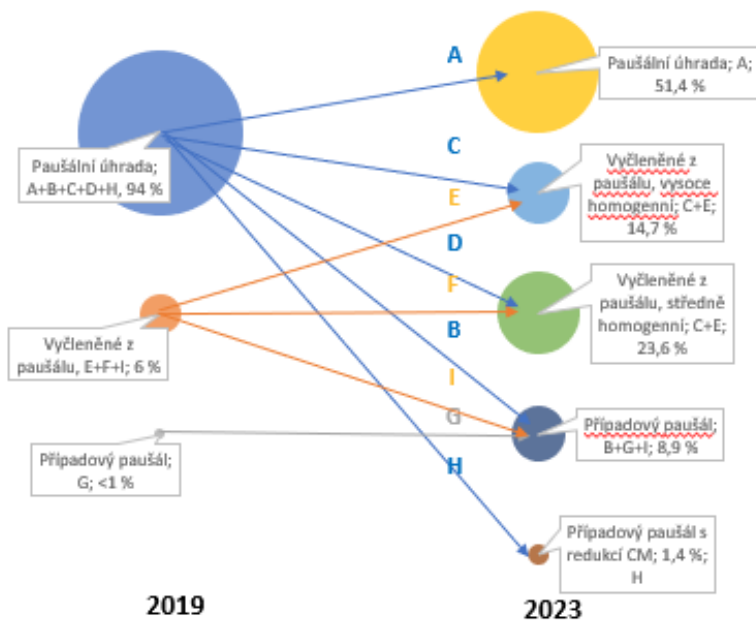 A
Paušální úhrada; A;
51,4 %
Paušální úhrada;
A+B+C+D+H, 94 %
C
Vyčleněné z
paušálu, vysoce
homogenní; C+E;
14,7 %
E
D
F
Vyčleněné z
paušálu, středně
homogenní; C+E;
23,6 %
Vyčleněné z
paušálu, E+F+I; 6 %
B
I
G
Případový paušál;
B+G+I; 8,9 %
Případový paušál;
G; <1 %
H
Případový paušál s
redukcí CM; 1,4 %;
H
2019
2023